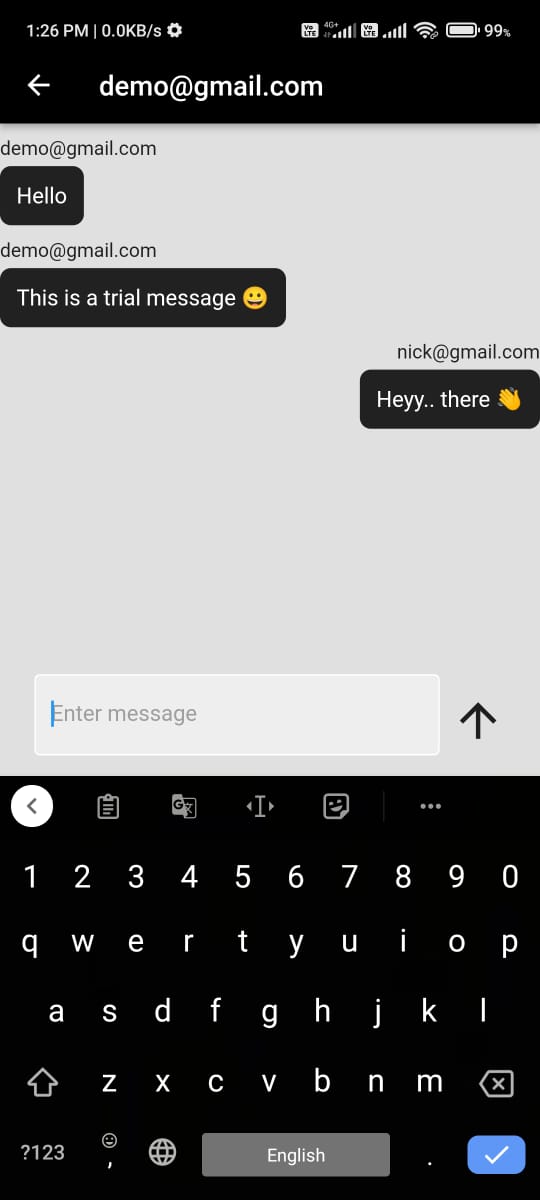 1:26 PM | 0.0KB/s Vo LTE 4G+ Vo LTE 99%
demo@gmail.com
demo@gmail.com
Hello
demo@gmail.com
This is a trial message 😀
nick@gmail.com
Heyy.. there 👋
Enter message
1 2 3 4 5 6 7 8 9 0
q w e r t y u i o p
a s d f g h j k l
z x c v b n m
?123 , English .